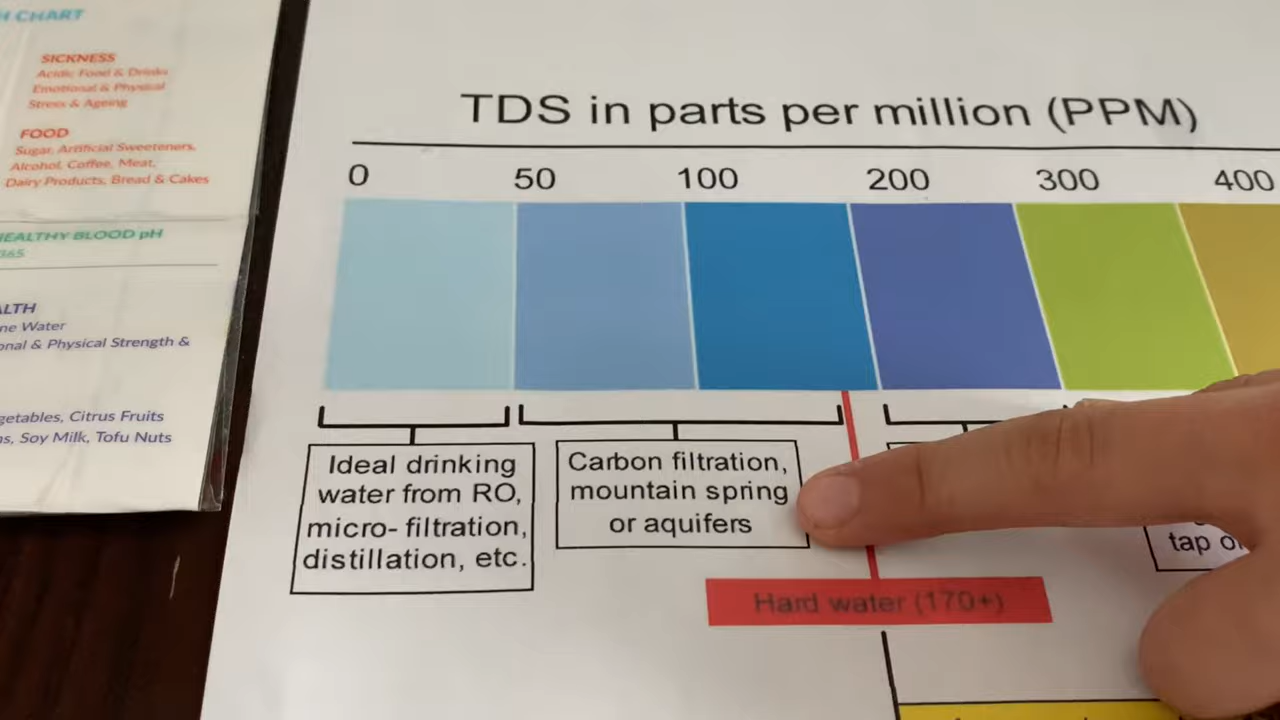 H CHART
SICKNESS
Acidic Food & Drinks
Emotional & Physical
Stress & Ageing
FOOD
Sugar, Artificial Sweeteners,
Alcohol, Coffee, Meat,
Dairy Products, Bread & Cakes
HEALTHY BLOOD pH
365
ALTH
ne Water
onal & Physical Strength &
getables, Citrus Fruits
s, Soy Milk, Tofu Nuts
TDS in parts per million (PPM)
0 50 100 200 300 400
Ideal drinking
water from RO,
micro- filtration,
distillation, etc.
Carbon filtration,
mountain spring
or aquifers
tap
Hard water (170+)